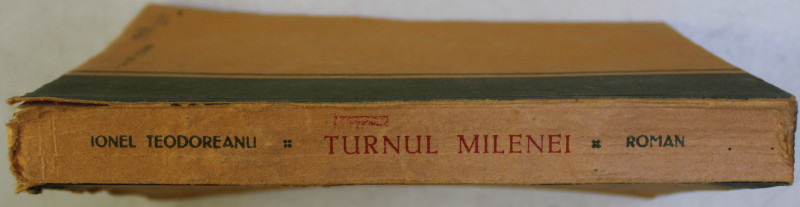 IONEL TEODOREANU ⁘ TURNUL MILENEI ⁘ ROMAN